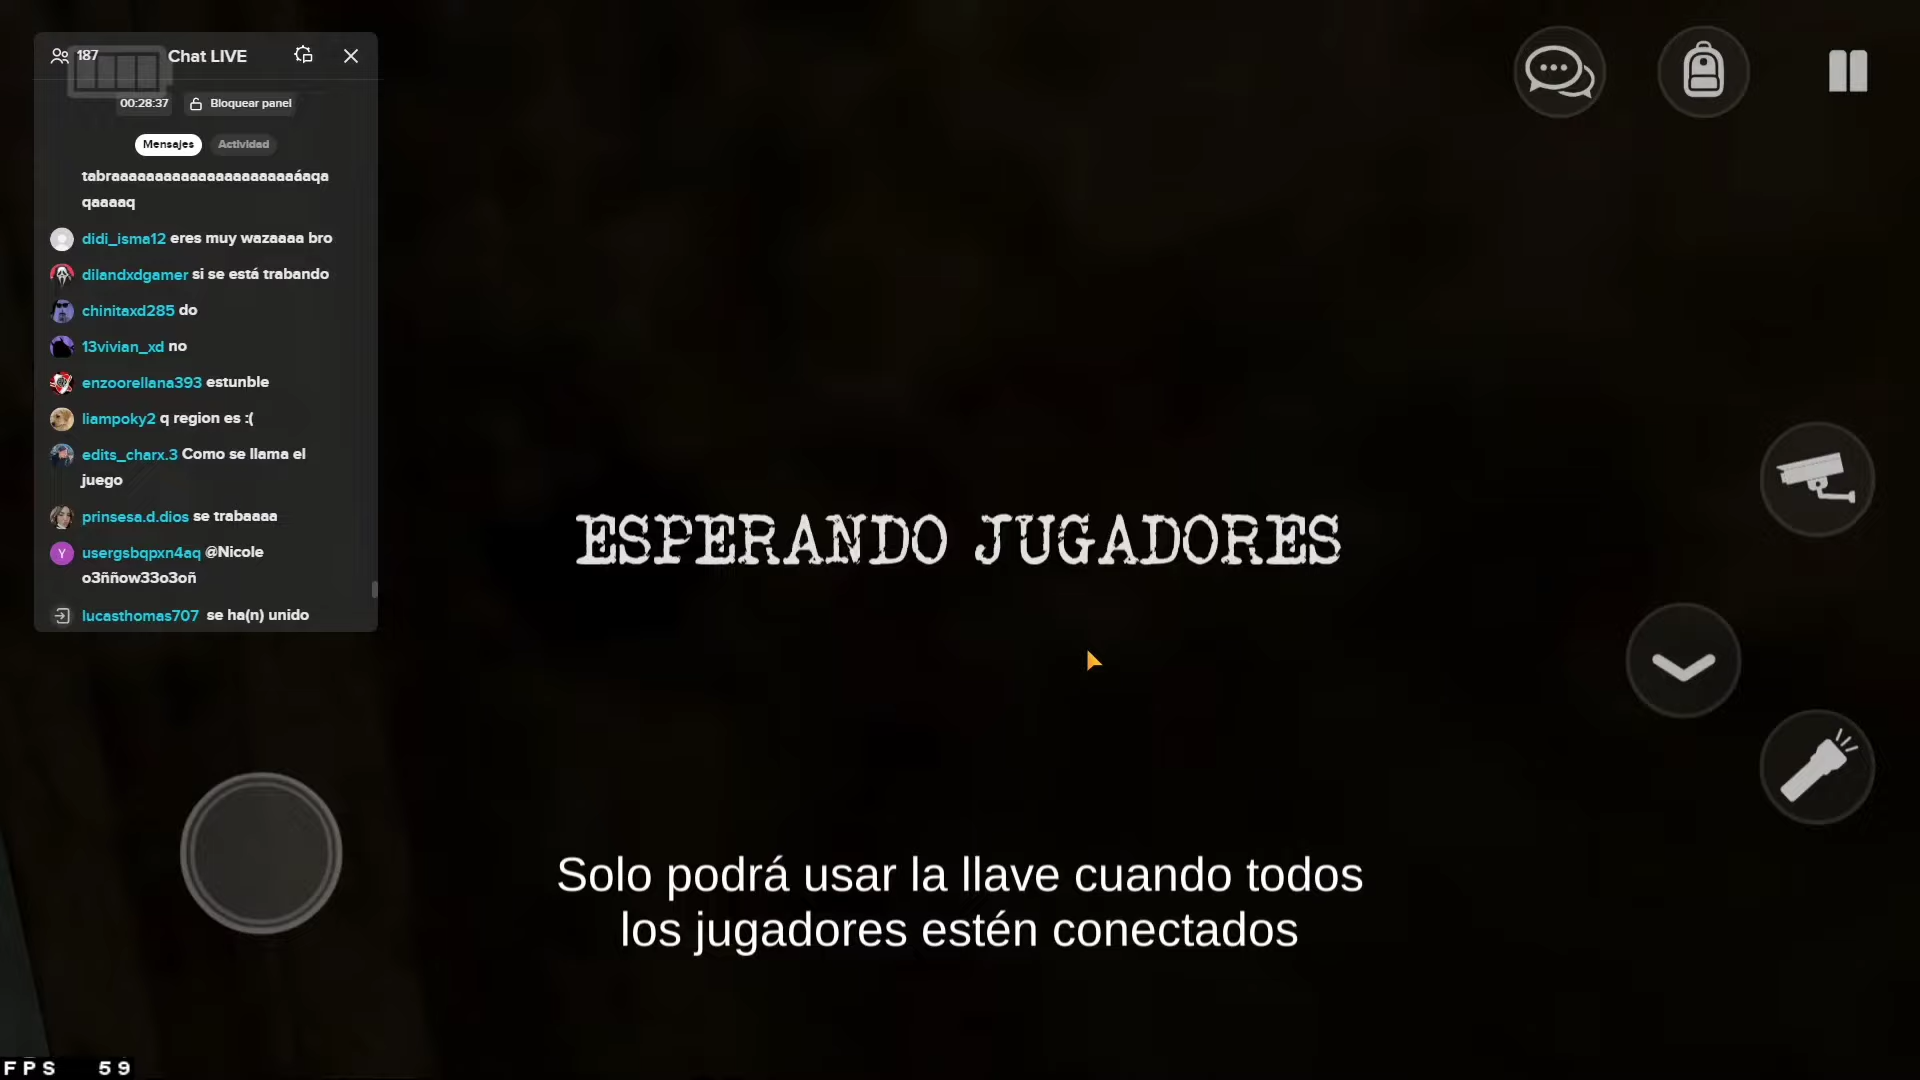 187
Chat LIVE
00:28:37
Bloquear panel
Mensajes
Actividad
tabraaaaaaaaaaaaaaaaaaaaaáaqa
qaaaaq
didi_isma12 eres muy wazaaaa bro
dilandxdgamer si se está trabando
chinitaxd285 do
13vivian_xd no
enzoorellana393 estunble
liampoky2 q region es :(
edits_charx.3 Como se llama el
juego
prinsesa.d.dios se trabaaaa
Y
usergsbqpxn4aq @Nicole
o3ññow33o3oñ
lucasthomas707 se ha(n) unido
ESPERANDO JUGADORES
Solo podrá usar la llave cuando todos
los jugadores estén conectados
FPS 59